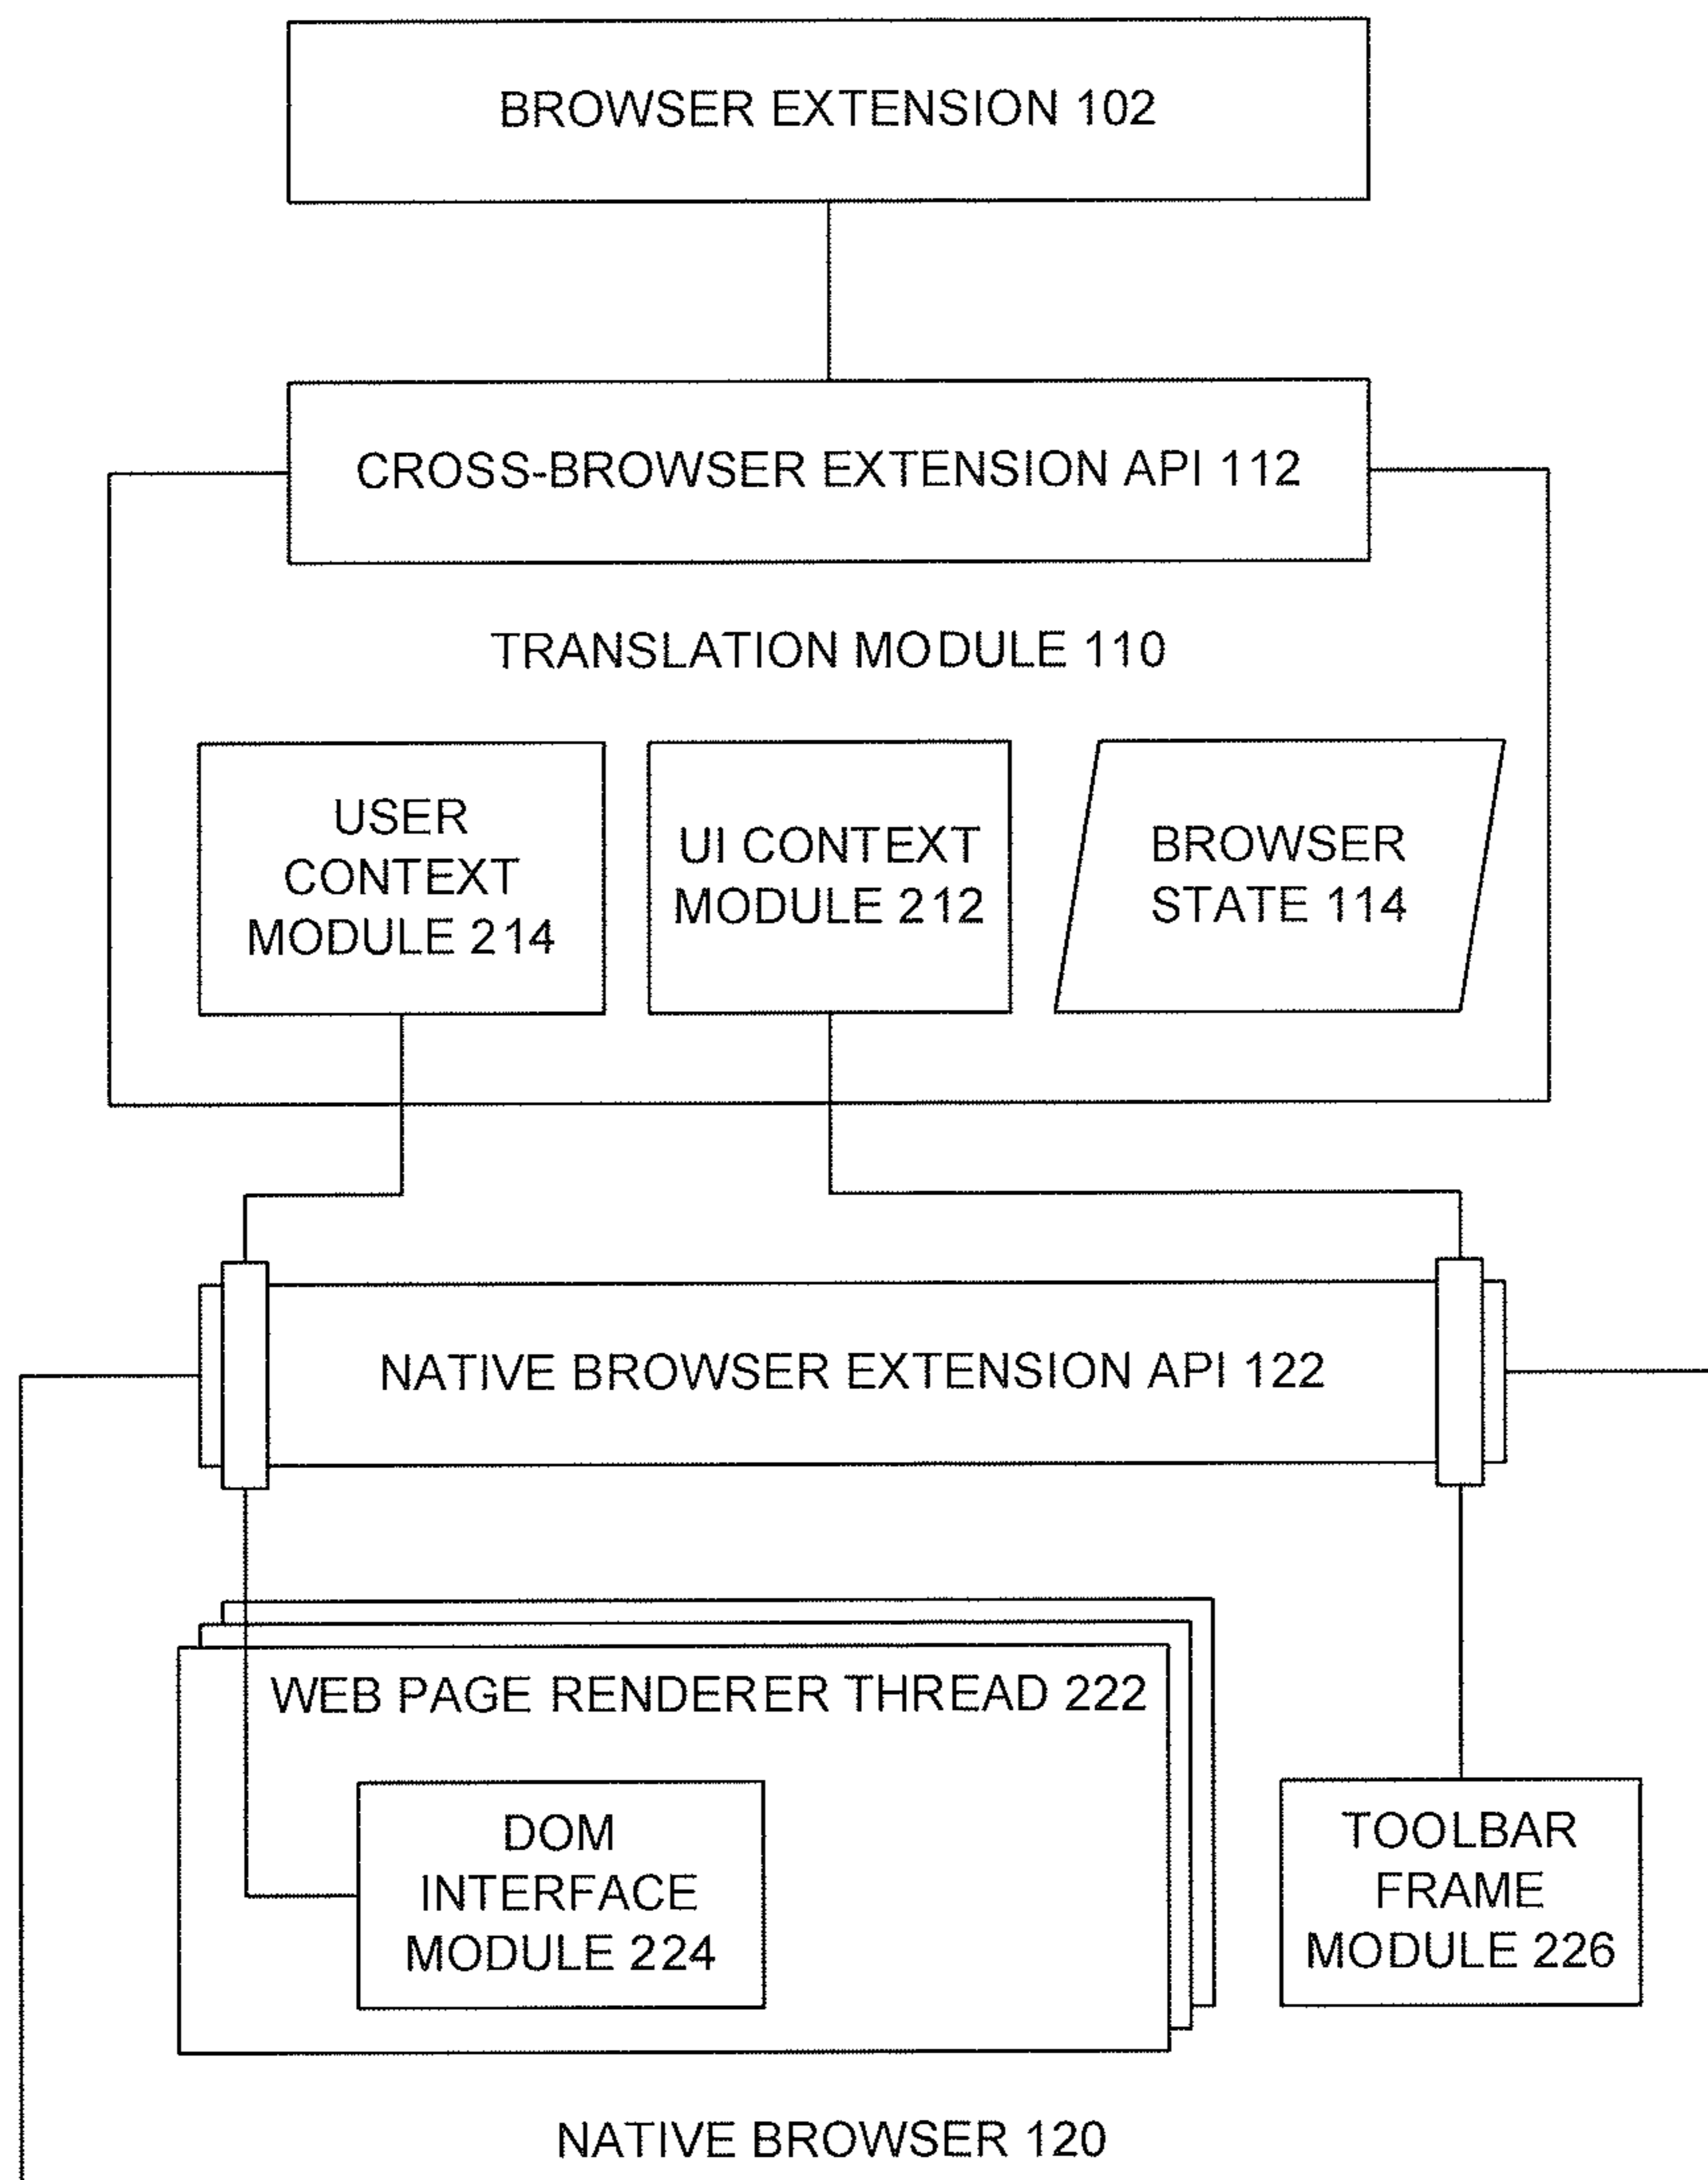 BROWSER EXTENSION 102
CROSS-BROWSER EXTENSION API 112
TRANSLATION MODULE 110
USER
CONTEXT
MODULE 214
UI CONTEXT
MODULE 212
BROWSER
STATE 114
NATIVE BROWSER EXTENSION API 122
WEB PAGE RENDERER THREAD 222
DOM
INTERFACE
MODULE 224
TOOLBAR
FRAME
MODULE 226
NATIVE BROWSER 120